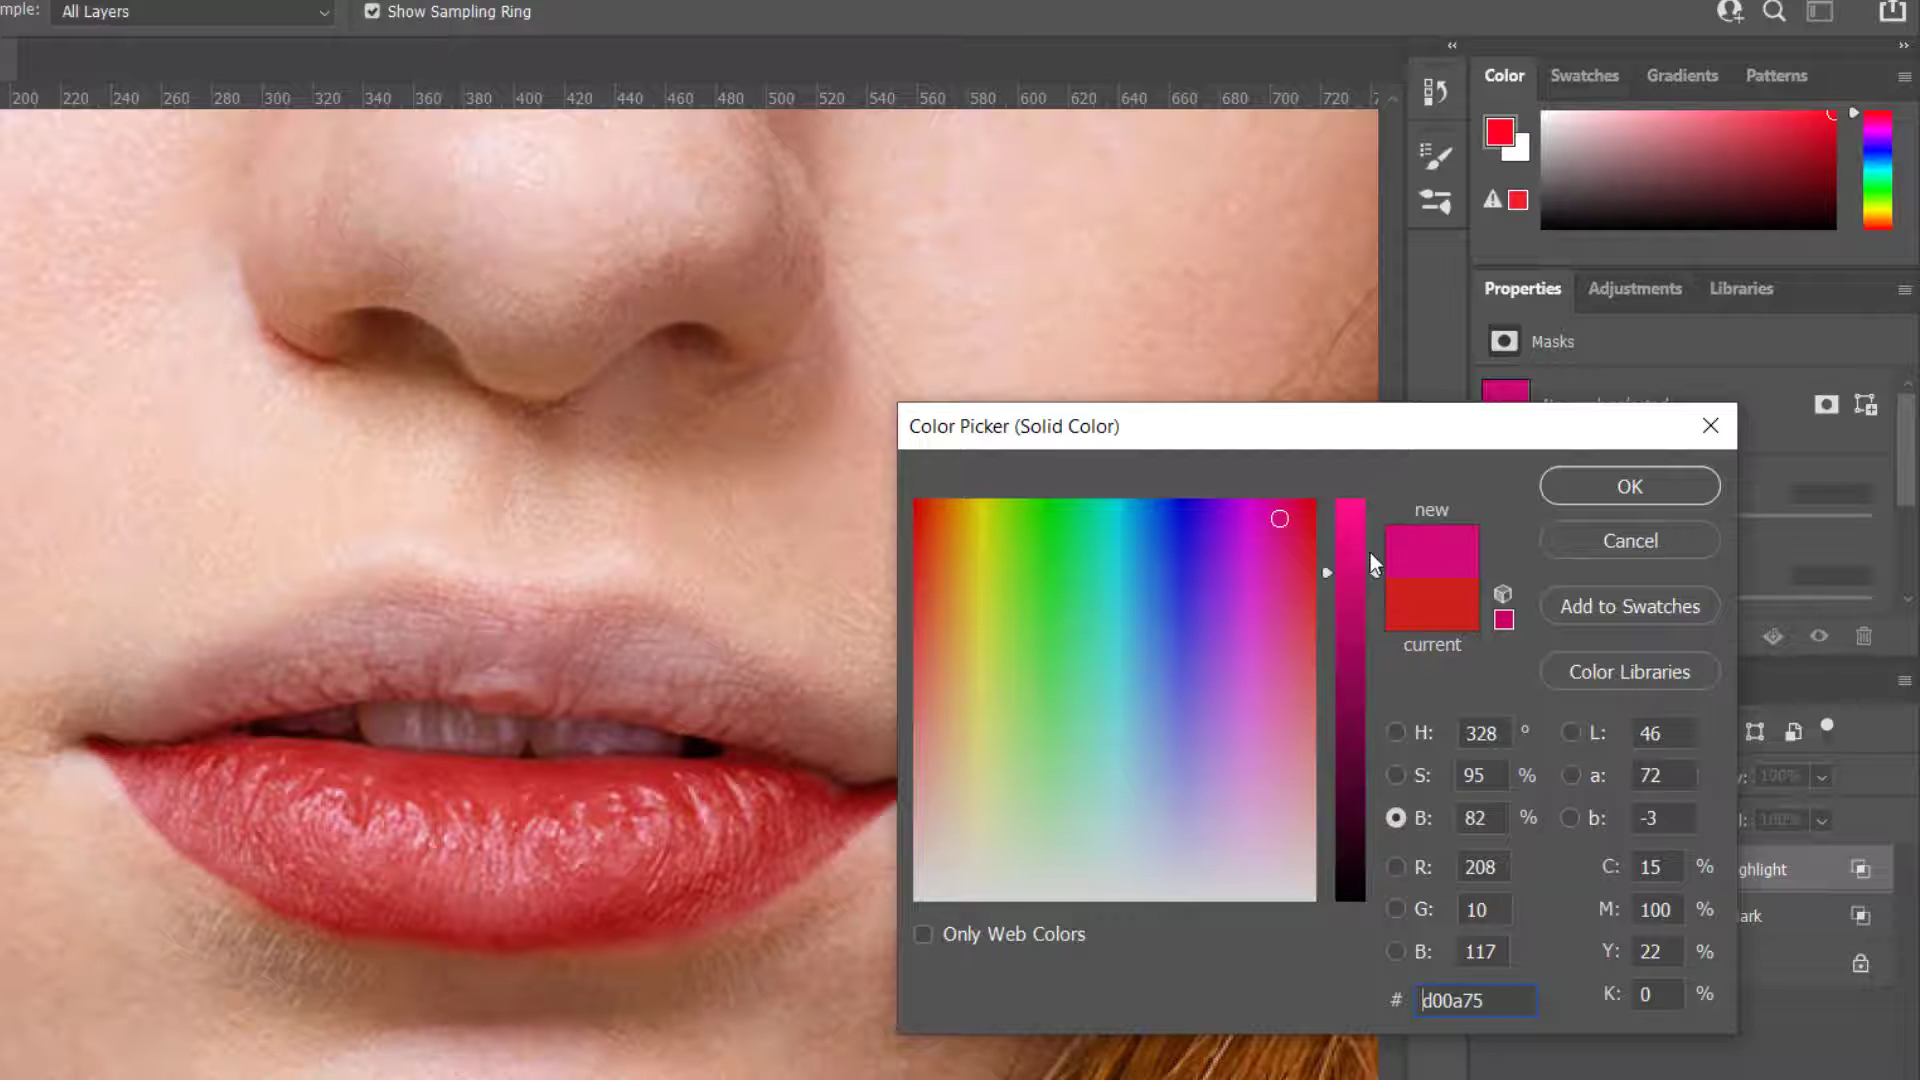 mple: All Layers Show Sampling Ring
200 220 240 260 280 300 320 340 360 380 400 420 440 460 480 500 520 540 560 580 600 620 640 660 680 700 720
Color Swatches Gradients Patterns
Properties Adjustments Libraries
Masks
Color Picker (Solid Color)
new
current
OK
Cancel
Add to Swatches
Color Libraries
H: 328 ° L: 46
S: 95 % a: 72
B: 82 % b: -3
R: 208 C: 15 %
G: 10 M: 100 %
B: 117 Y: 22 %
# d00a75 K: 0 %
Only Web Colors
y: 100%
l: 100%
ghlight
ark